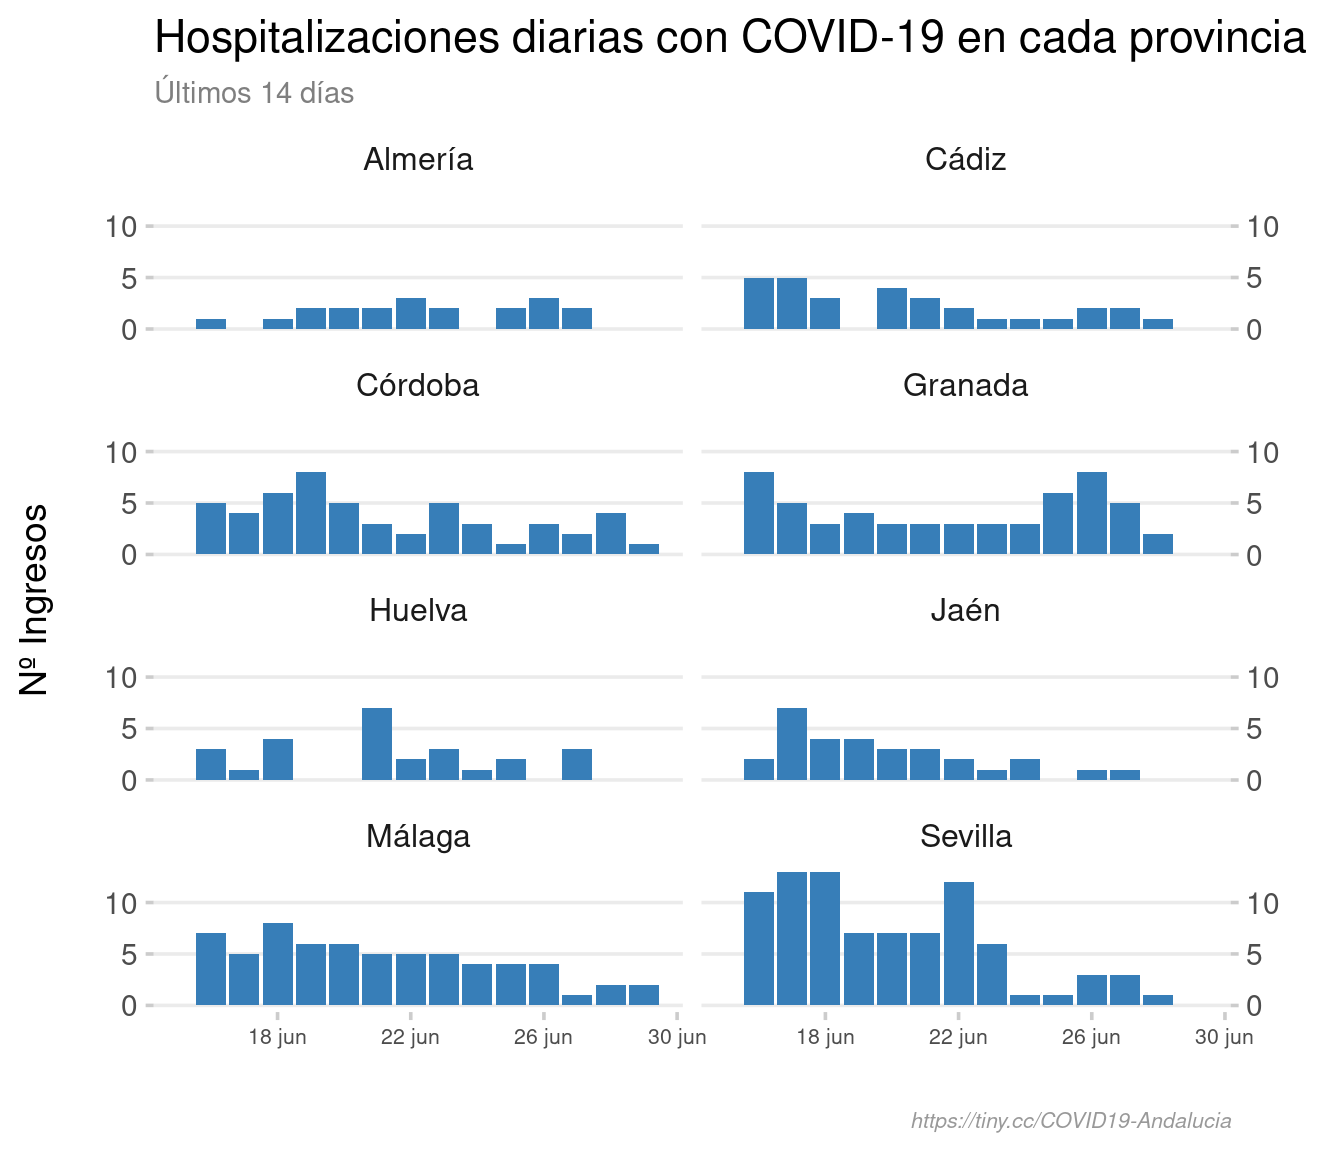 Hospitalizaciones diarias con COVID-19 en cada provincia
Últimos 14 días
Nº Ingresos
Almería Cádiz
10 10
5 5
0 0
Córdoba Granada
10 10
5 5
0 0
Huelva Jaén
10 10
5 5
0 0
Málaga Sevilla
10 10
5 5
0 0
18 jun 22 jun 26 jun 30 jun 18 jun 22 jun 26 jun 30 jun
https://tiny.cc/COVID19-Andalucia